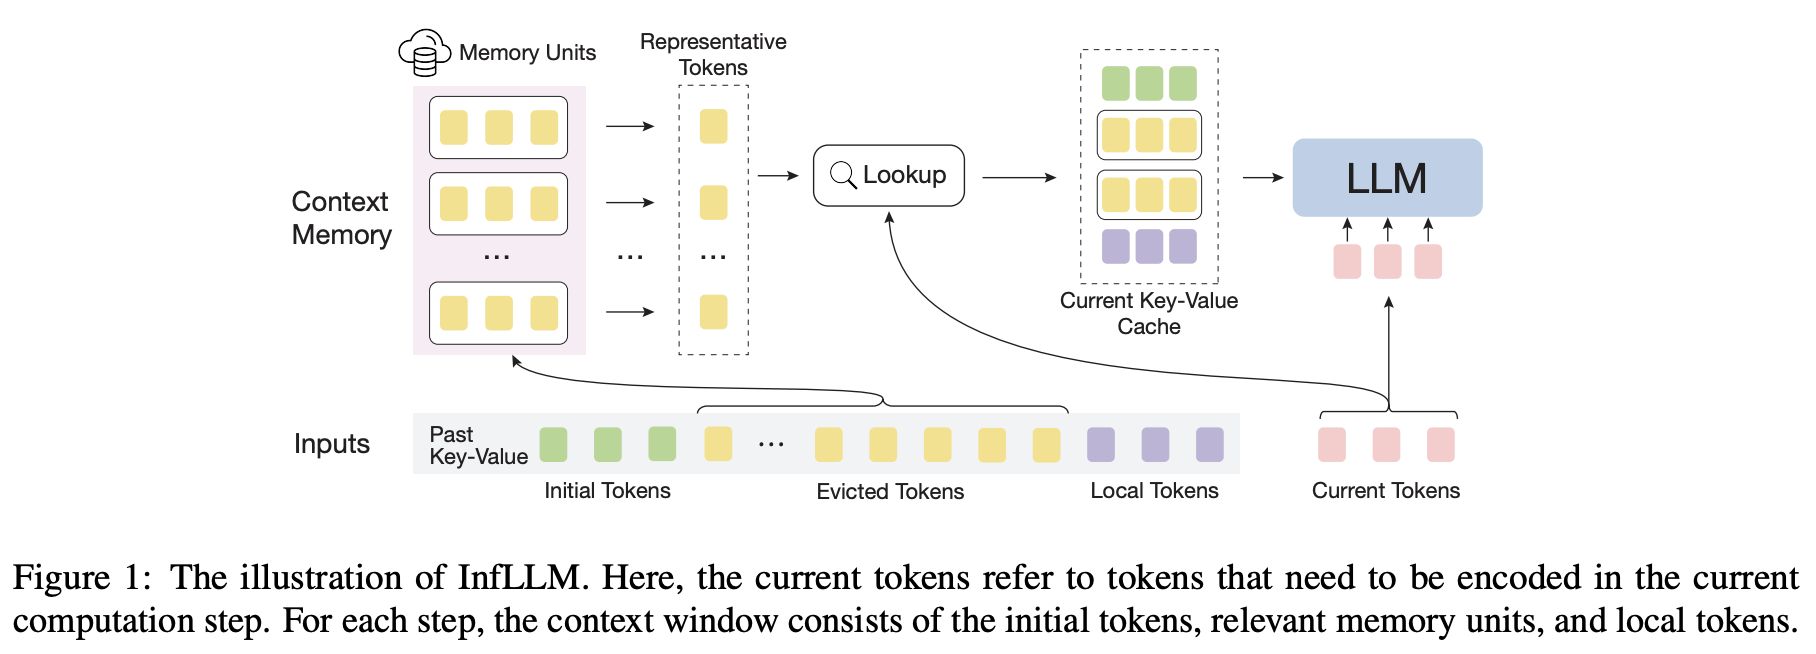 Memory Units
Representative
Tokens
Context
Memory
...
...
...
Lookup
Current Key-Value
Cache
LLM
Inputs
Past
Key-Value
...
Initial Tokens
Evicted Tokens
Local Tokens
Current Tokens
Figure 1: The illustration of InfLLM. Here, the current tokens refer to tokens that need to be encoded in the current
computation step. For each step, the context window consists of the initial tokens, relevant memory units, and local tokens.